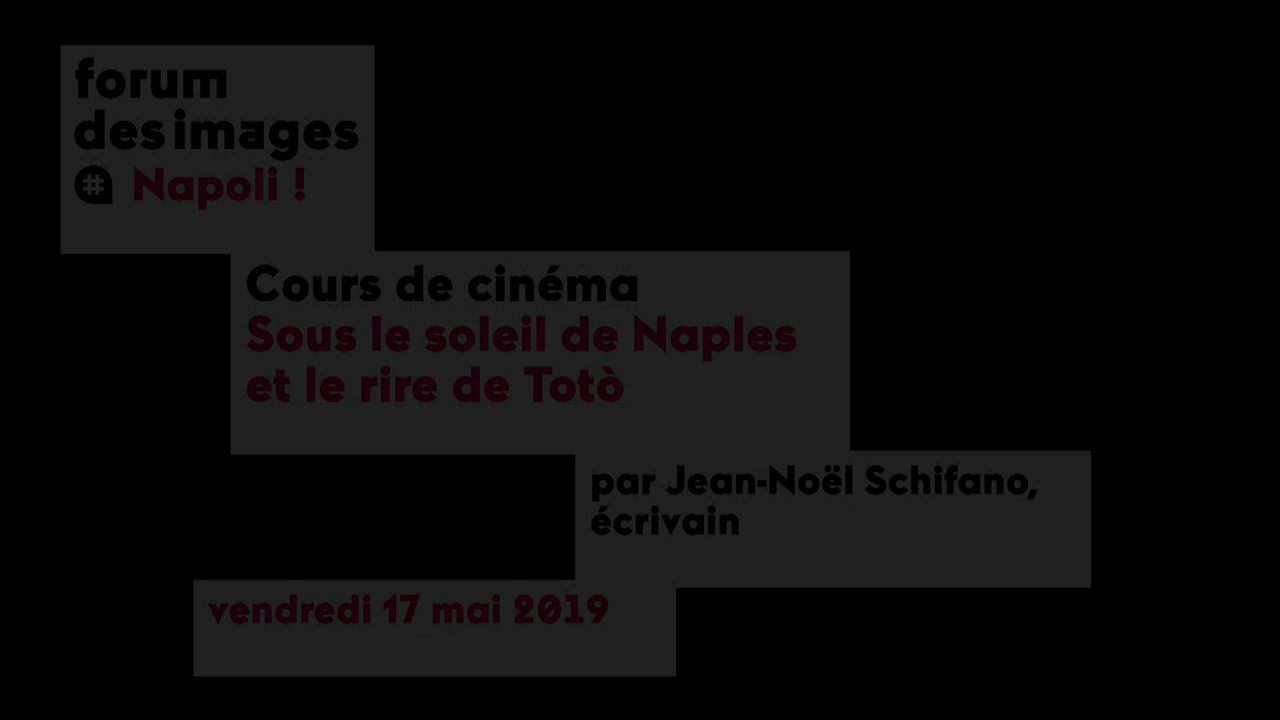 forum
des images
# Napoli !
Cours de cinéma
Sous le soleil de Naples
et le rire de Totò
par Jean-Noël Schifano,
écrivain
vendredi 17 mai 2019